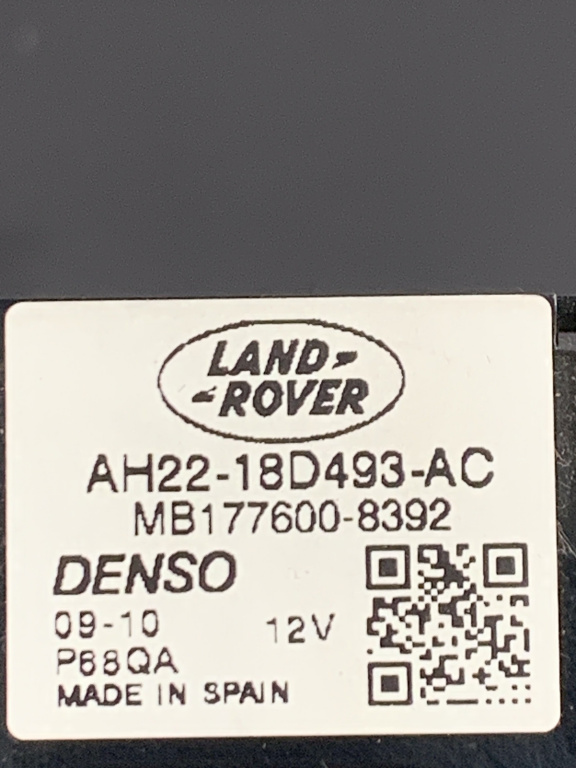 LAND
ROVER
AH22-18D493-AC
MB177600-8392
DENSO
09-10
12V
P68QA
MADE IN SPAIN